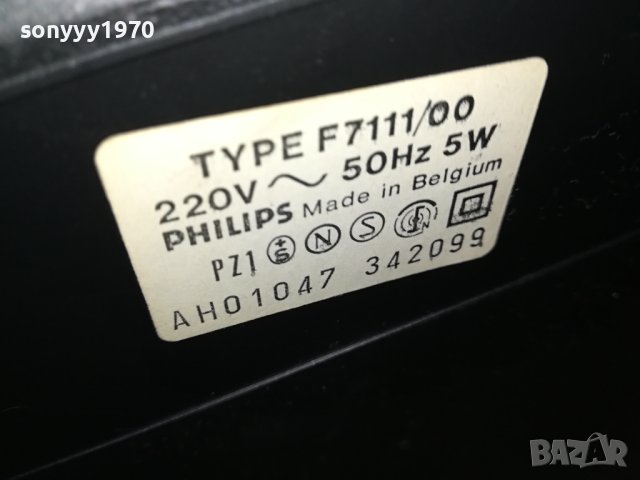 sonyyy1970
TYPE F7111/00
220V ~ 50Hz 5W
PHILIPS Made in Belgium
PZ1 +S N S N
AH01047 342099
BAZAR